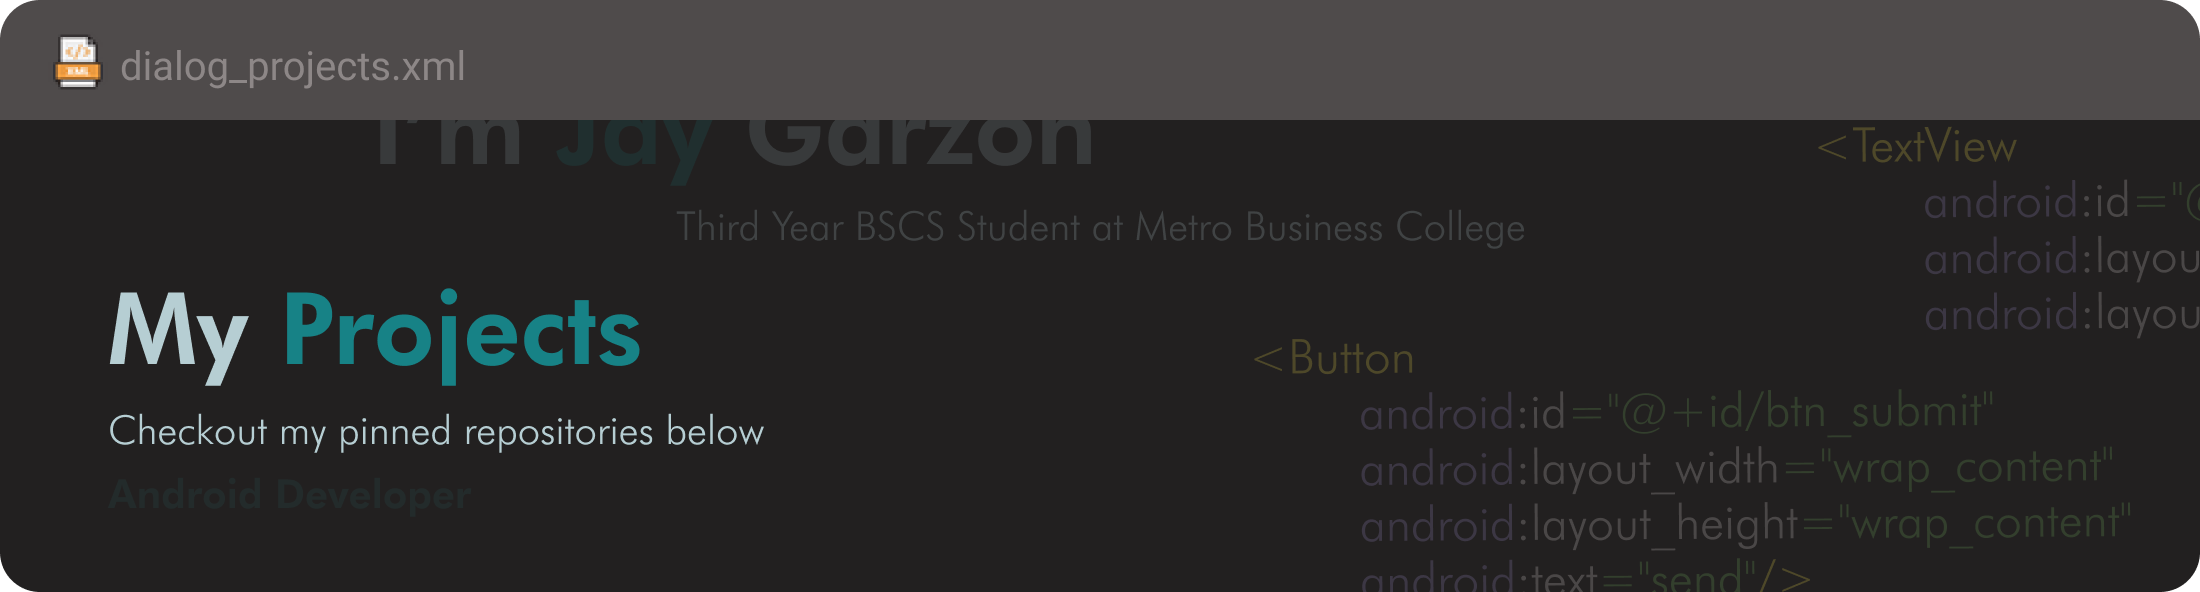 dialog_projects.xml
I'm Jay Garzon
Third Year BSCS Student at Metro Business College
My Projects
Checkout my pinned repositories below
Android Developer
<TextView
android:id="@
android:layou
android:layou
<Button
android:id="@+id/btn_submit"
android:layout_width="wrap_content"
android:layout_height="wrap_content"
android:text="send"/>